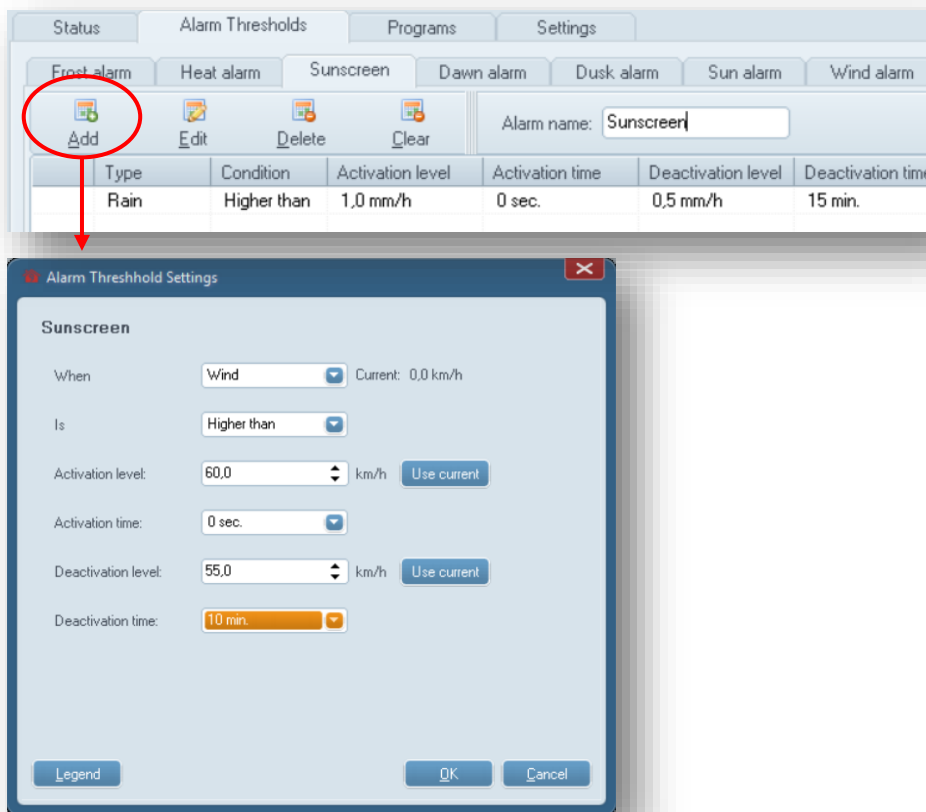 Status Alarm Thresholds Programs Settings
Frost alarm Heat alarm Sunscreen Dawn alarm Dusk alarm Sun alarm Wind alarm
Add Edit Delete Clear Alarm name: Sunscreen
Type Condition Activation level Activation time Deactivation level Deactivation time
Rain Higher than 1,0 mm/h 0 sec. 0,5 mm/h 15 min.
Alarm Threshhold Settings
Sunscreen
When Wind Current: 0,0 km/h
Is Higher than
Activation level: 60,0 km/h Use current
Activation time: 0 sec.
Deactivation level: 55,0 km/h Use current
Deactivation time: 10 min.
Legend OK Cancel